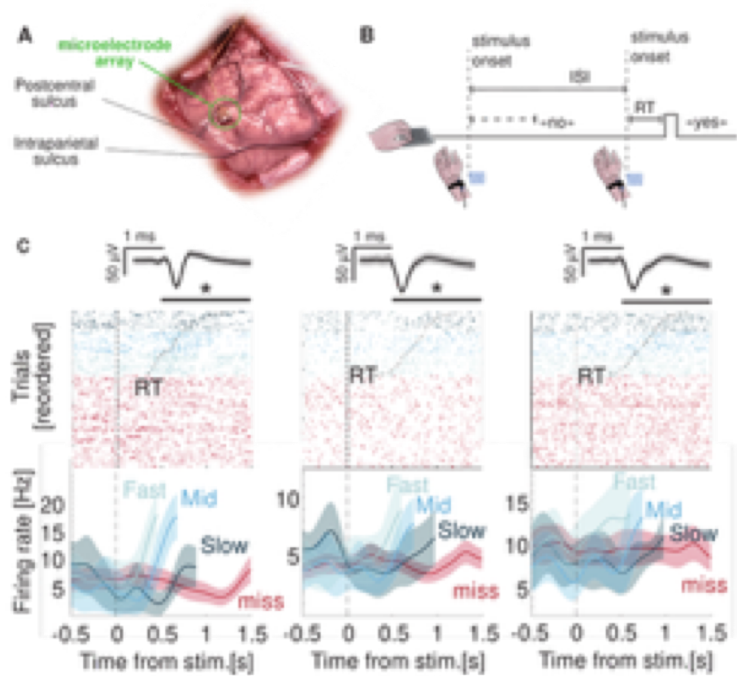 A
microelectrode
array
Postcentral
sulcus
Intraparietal
sulcus
B
stimulus
onset
stimulus
onset
ISI
RT
«no»
«yes»
C
1 ms
50 µV
*
1 ms
50 µV
*
1 ms
50 µV
*
Trials
[reordered]
RT
RT
RT
Firing rate [Hz]
20
15
10
5
Fast
Mid
Slow
miss
10
5
Fast
Mid
Slow
miss
15
10
5
Fast
Mid
Slow
miss
-0.5 0 0.5 1 1.5
-0.5 0 0.5 1 1.5
-0.5 0 0.5 1 1.5
Time from stim.[s]
Time from stim.[s]
Time from stim.[s]